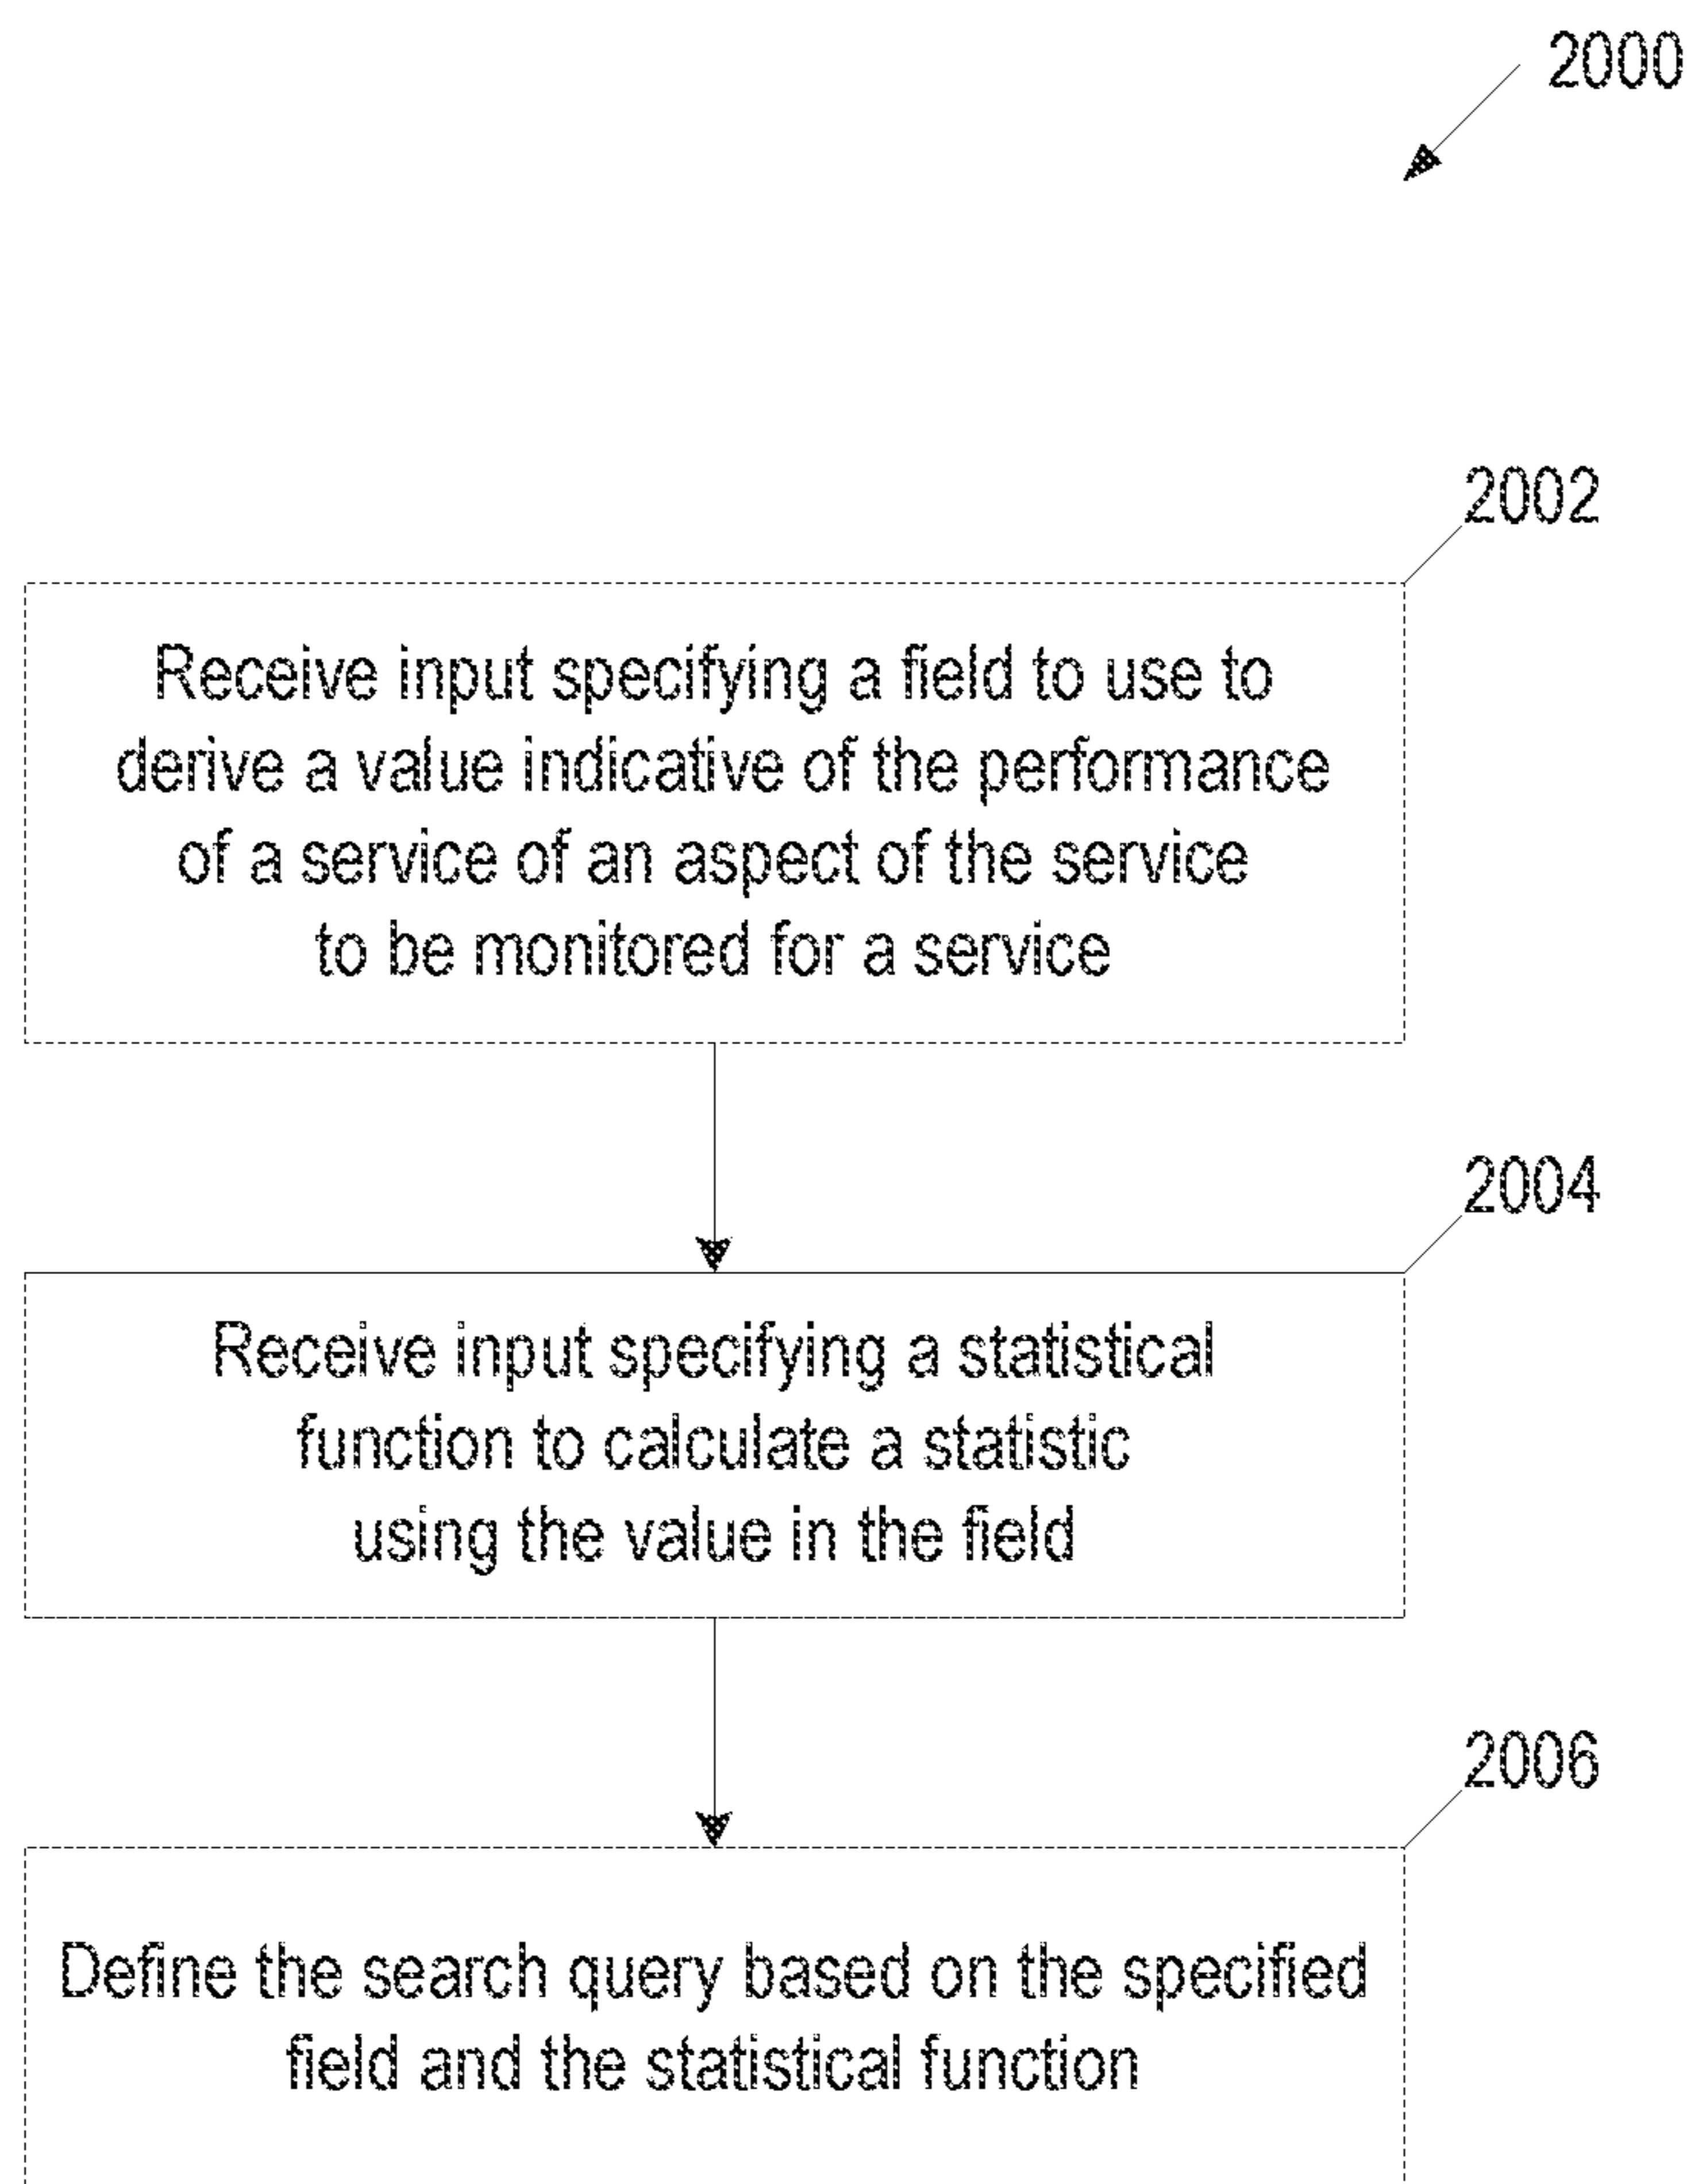 2000
2002
Receive input specifying a field to use to
derive a value indicative of the performance
of a service of an aspect of the service
to be monitored for a service
2004
Receive input specifying a statistical
function to calculate a statistic
using the value in the field
2006
Define the search query based on the specified
field and the statistical function